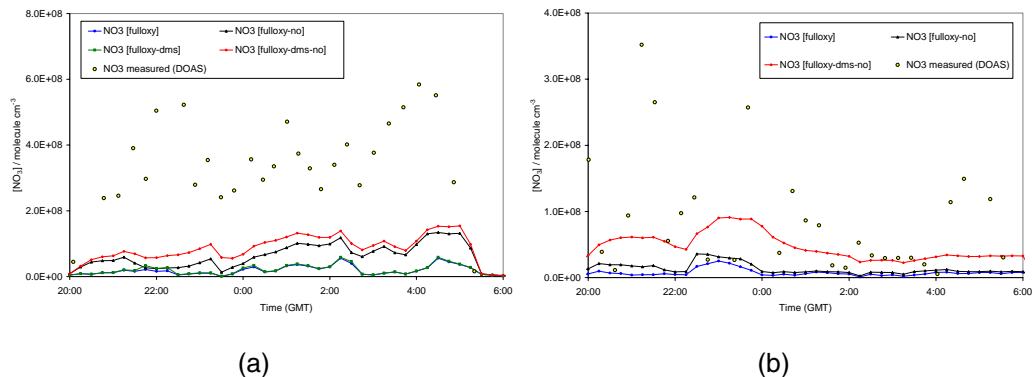 8.0E+08
NO3 [fulloxy]
NO3 [fulloxy-no]
NO3 [fulloxy-dms]
NO3 [fulloxy-dms-no]
NO3 measured (DOAS)
6.0E+08
4.0E+08
2.0E+08
0.0E+00
[NO3] / molecule cm-3
20:00
22:00
0:00
2:00
4:00
6:00
Time (GMT)
(a)
4.0E+08
NO3 [fulloxy]
NO3 [fulloxy-no]
NO3 [fulloxy-dms-no]
NO3 measured (DOAS)
3.0E+08
2.0E+08
1.0E+08
0.0E+00
[NO3] / molecule cm-3
20:00
22:00
0:00
2:00
4:00
6:00
Time (GMT)
(b)